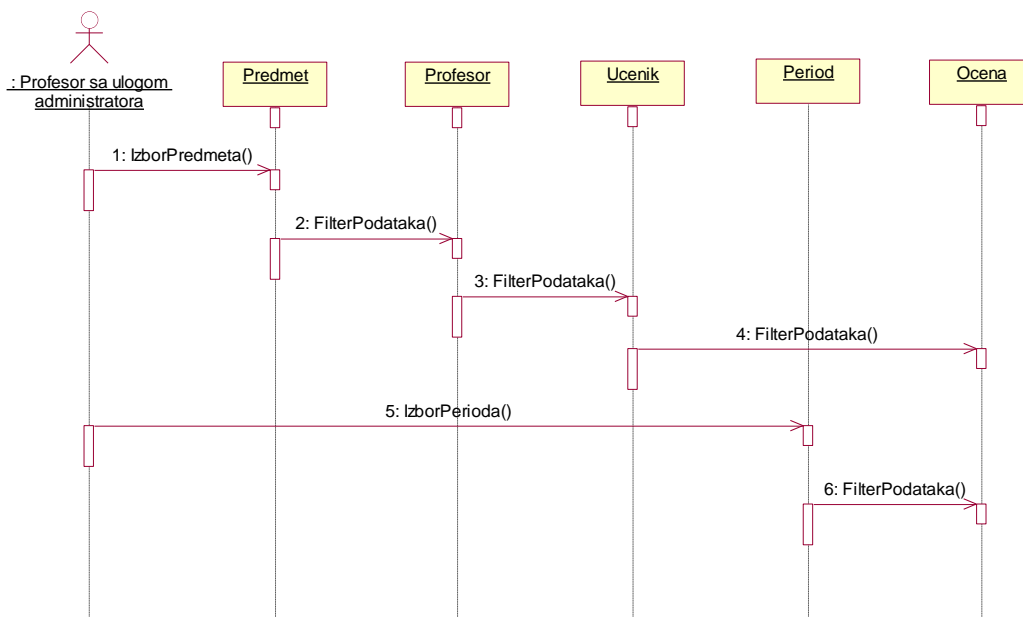 : Profesor sa ulogom
administratora
Predmet
Profesor
Ucenik
Period
Ocena
1: IzborPredmeta()
2: FilterPodataka()
3: FilterPodataka()
4: FilterPodataka()
5: IzborPerioda()
6: FilterPodataka()